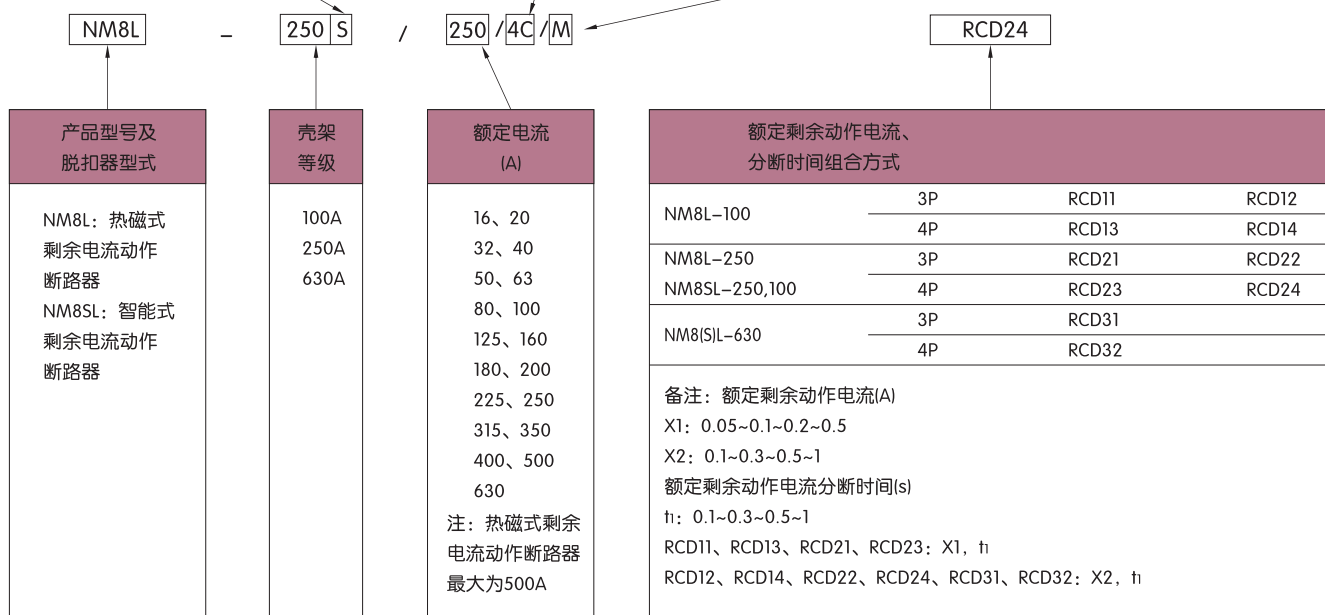 NM8L – 250 S / 250 / 4C / M RCD24
产品型号及
脱扣器型式
NM8L：热磁式
剩余电流动作
断路器
NM8SL：智能式
剩余电流动作
断路器
壳架
等级
100A
250A
630A
额定电流
(A)
16、20
32、40
50、63
80、100
125、160
180、200
225、250
315、350
400、500
630
注：热磁式剩余
电流动作断路器
最大为500A
额定剩余动作电流、
分断时间组合方式
NM8L–100 3P RCD11 RCD12
4P RCD13 RCD14
NM8L–250 3P RCD21 RCD22
NM8SL–250,100 4P RCD23 RCD24
NM8(S)L–630 3P RCD31
4P RCD32
备注：额定剩余动作电流(A)
X1：0.05~0.1~0.2~0.5
X2：0.1~0.3~0.5~1
额定剩余动作电流分断时间(s)
t1：0.1~0.3~0.5~1
RCD11、RCD13、RCD21、RCD23：X1，t1
RCD12、RCD14、RCD22、RCD24、RCD31、RCD32：X2，t1